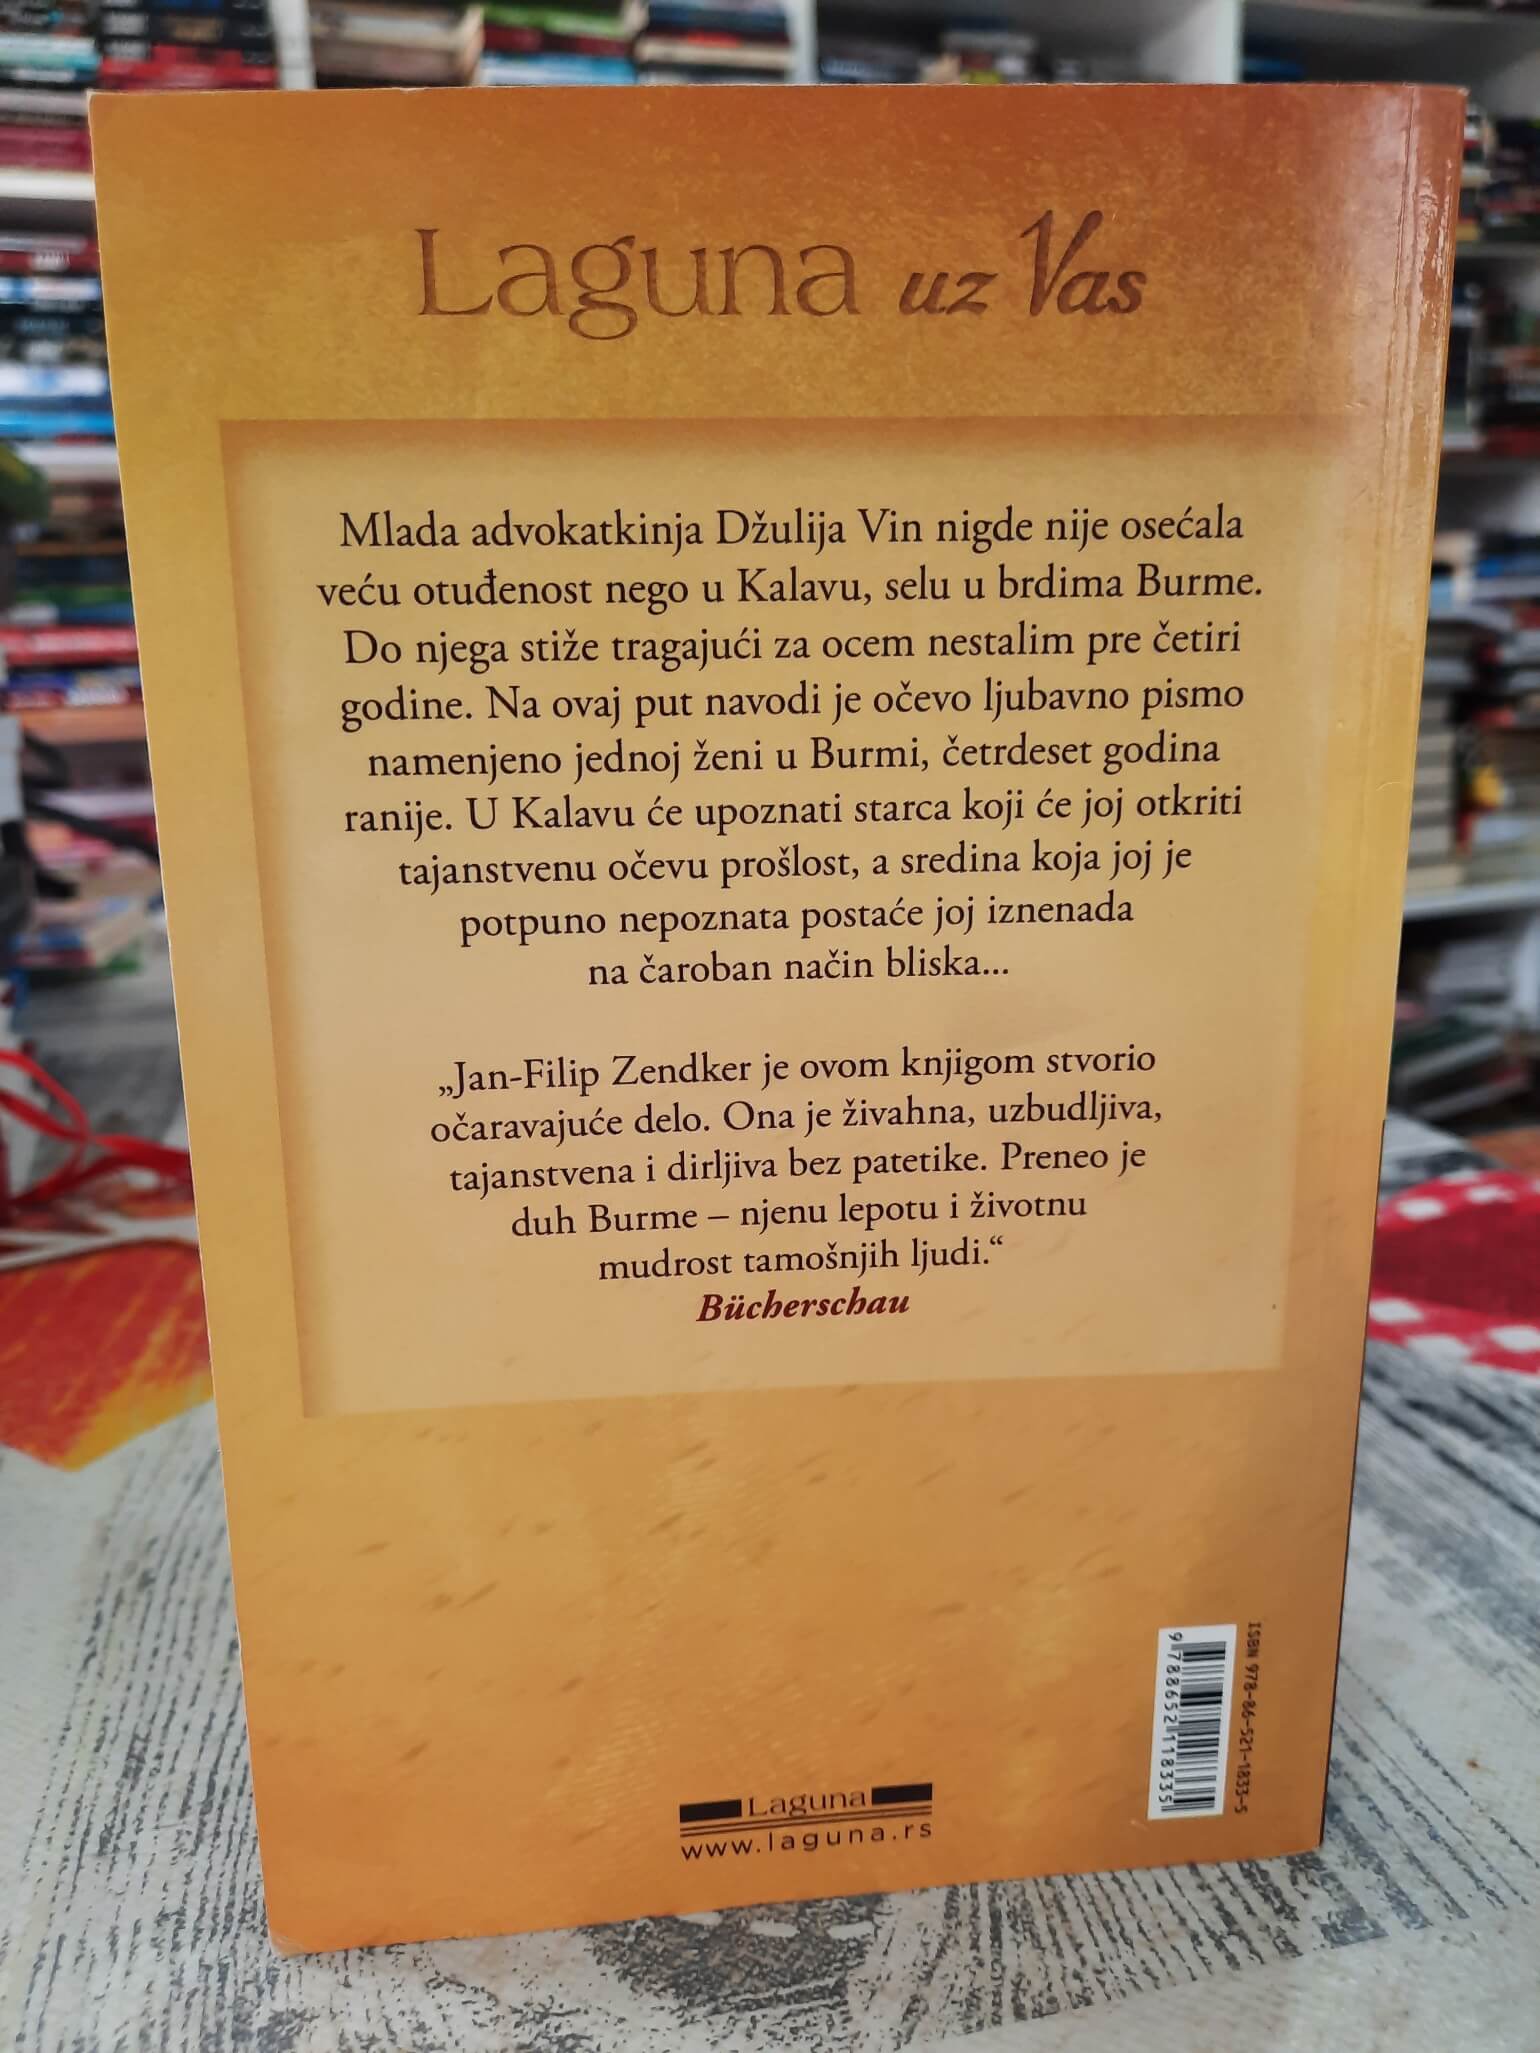 Laguna uz Vas
Mlada advokatkinja Džulija Vin nigde nije osećala
veću otuđenost nego u Kalavu, selu u brdima Burme.
Do njega stiže tragajući za ocem nestalim pre četiri
godine. Na ovaj put navodi je očevo ljubavno pismo
namenjeno jednoj ženi u Burmi, četrdeset godina
ranije. U Kalavu će upoznati starca koji će joj otkriti
tajanstvenu očevu prošlost, a sredina koja joj je
potpuno nepoznata postaće joj iznenada
na čaroban način bliska...
„Jan-Filip Zendker je ovom knjigom stvorio
očaravajuće delo. Ona je živahna, uzbudljiva,
tajanstvena i dirljiva bez patetike. Preneo je
duh Burme – njenu lepotu i životnu
mudrost tamošnjih ljudi.“
Bücherschau
ISBN 978-86-521-1833-5
9788652118335
Laguna
www.laguna.rs